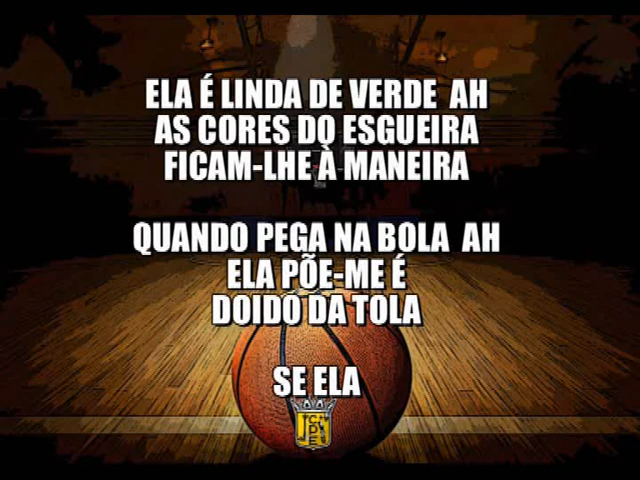 ELA É LINDA DE VERDE AH
AS CORES DO ESGUEIRA
FICAM-LHE À MANEIRA
QUANDO PEGA NA BOLA AH
ELA PÕE-ME É
DOIDO DA TOLA
SE ELA